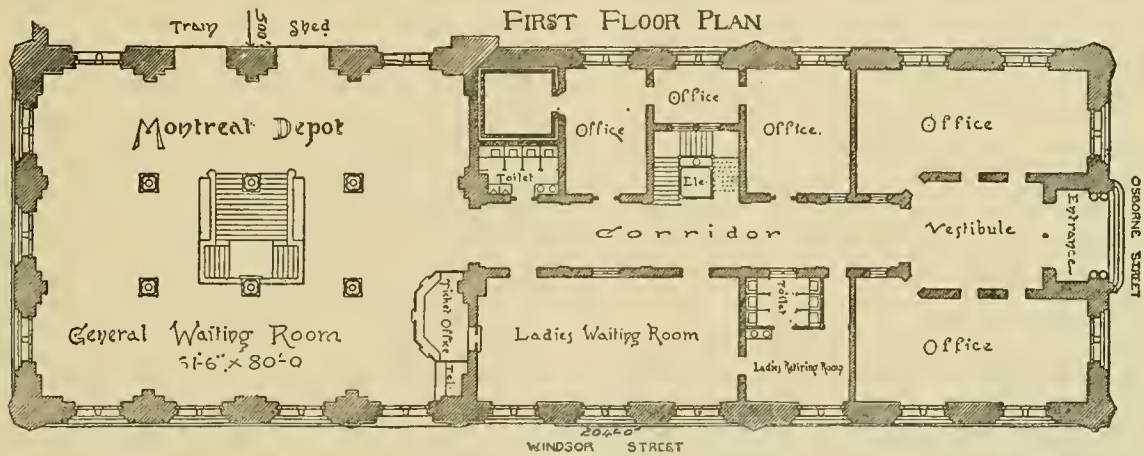 FIRST FLOOR PLAN
Train Shed
500'
Montreal Depot
Office
Office
Office.
Office
Toilet
Ele.
Corridor
Vestibule
Entrance
OSBORNE STREET
General Waiting Room
51'-6" × 80'-0
Ticket Office
Tel.
Ladies Waiting Room
Toilet
Ladies Retiring Room
Office
204'-0"
WINDSOR STREET